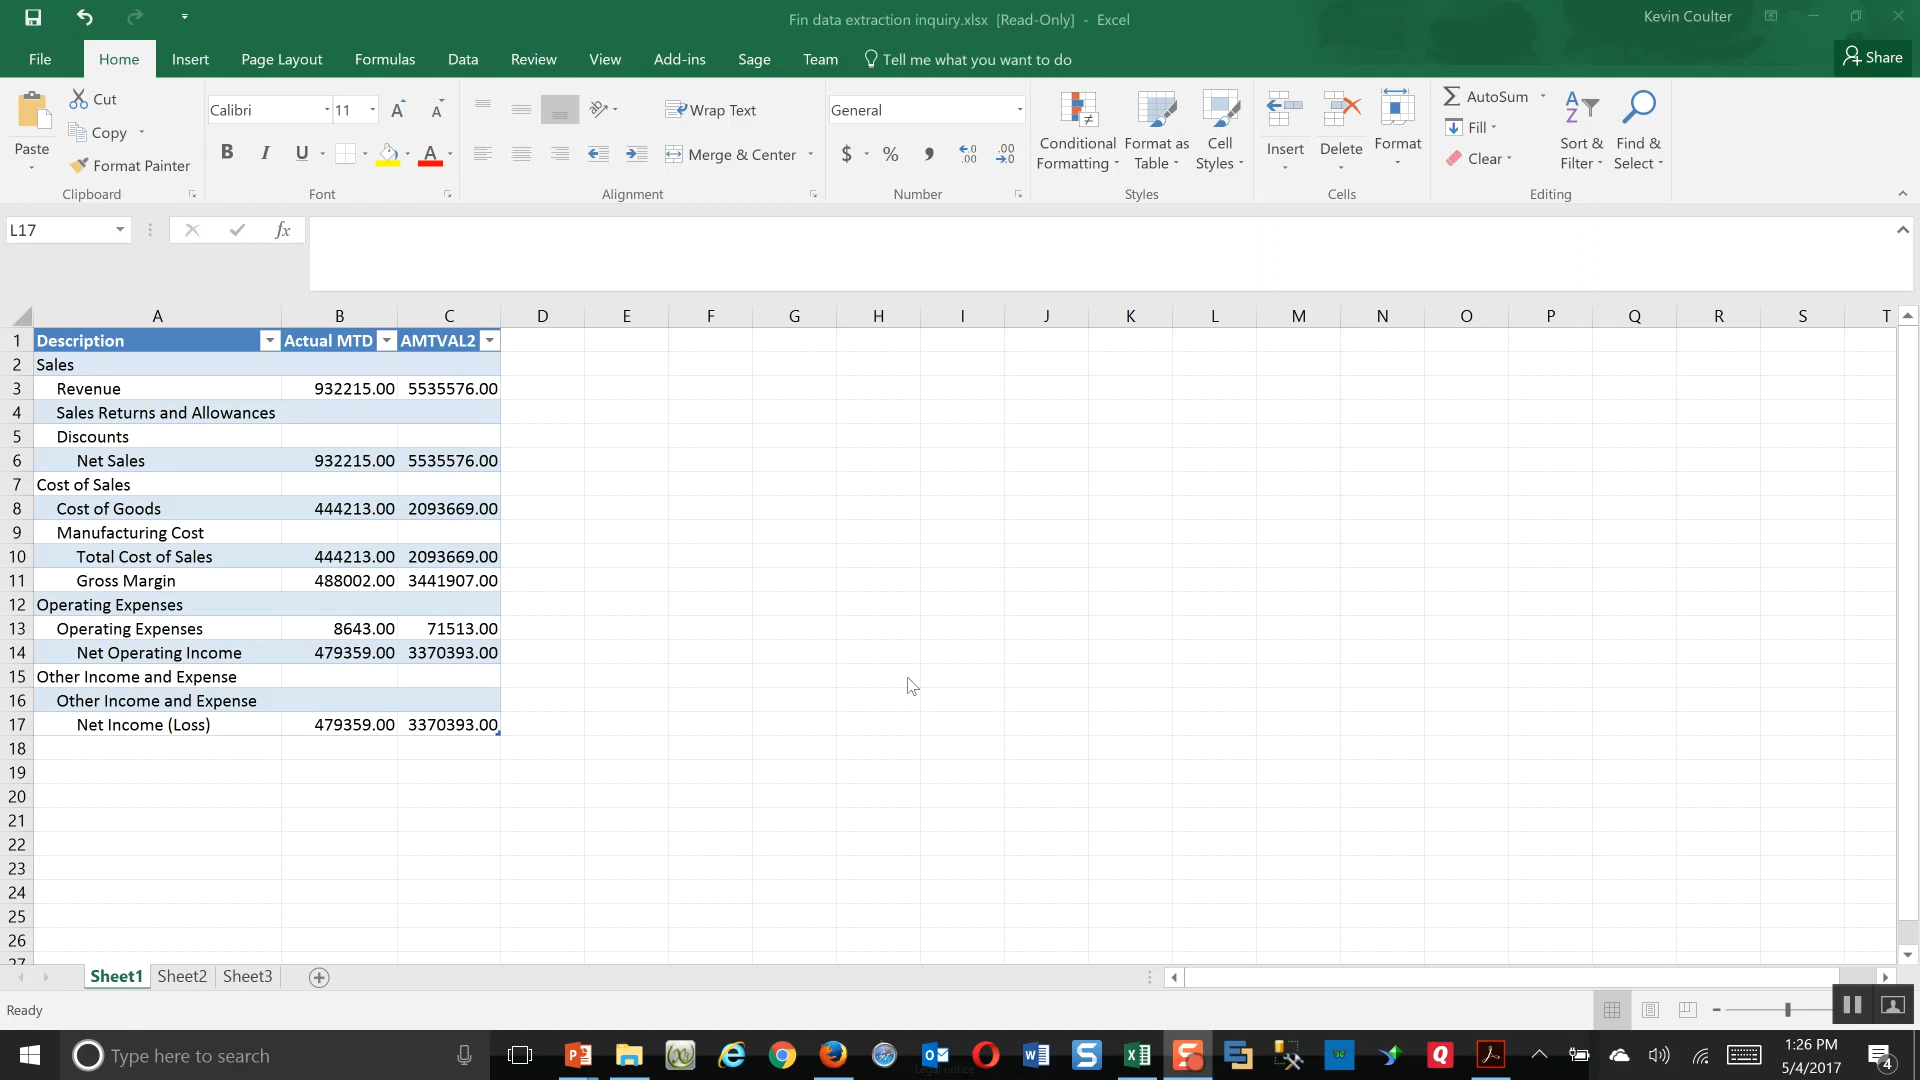 Fin data extraction inquiry.xlsx [Read-Only] - Excel
Kevin Coulter
File Home Insert Page Layout Formulas Data Review View Add-ins Sage Team Tell me what you want to do Share
Cut
Copy
Format Painter
Paste
Clipboard
Calibri 11
B I U A
Font
Wrap Text
Merge & Center
Alignment
General
$ % , .00 .00
Number
Conditional Formatting
Format as Table
Cell Styles
Styles
Insert Delete Format
Cells
AutoSum
Fill
Clear
Sort & Filter
Find & Select
Editing
L17 fx
A B C D E F G H I J K L M N O P Q R S T
1 Description Actual MTD AMTVAL2
2 Sales
3 Revenue 932215.00 5535576.00
4 Sales Returns and Allowances
5 Discounts
6 Net Sales 932215.00 5535576.00
7 Cost of Sales
8 Cost of Goods 444213.00 2093669.00
9 Manufacturing Cost
10 Total Cost of Sales 444213.00 2093669.00
11 Gross Margin 488002.00 3441907.00
12 Operating Expenses
13 Operating Expenses 8643.00 71513.00
14 Net Operating Income 479359.00 3370393.00
15 Other Income and Expense
16 Other Income and Expense
17 Net Income (Loss) 479359.00 3370393.00
18
19
20
21
22
23
24
25
26
27
Sheet1 Sheet2 Sheet3
Ready
Type here to search
Legal notice
1:26 PM
5/4/2017
4